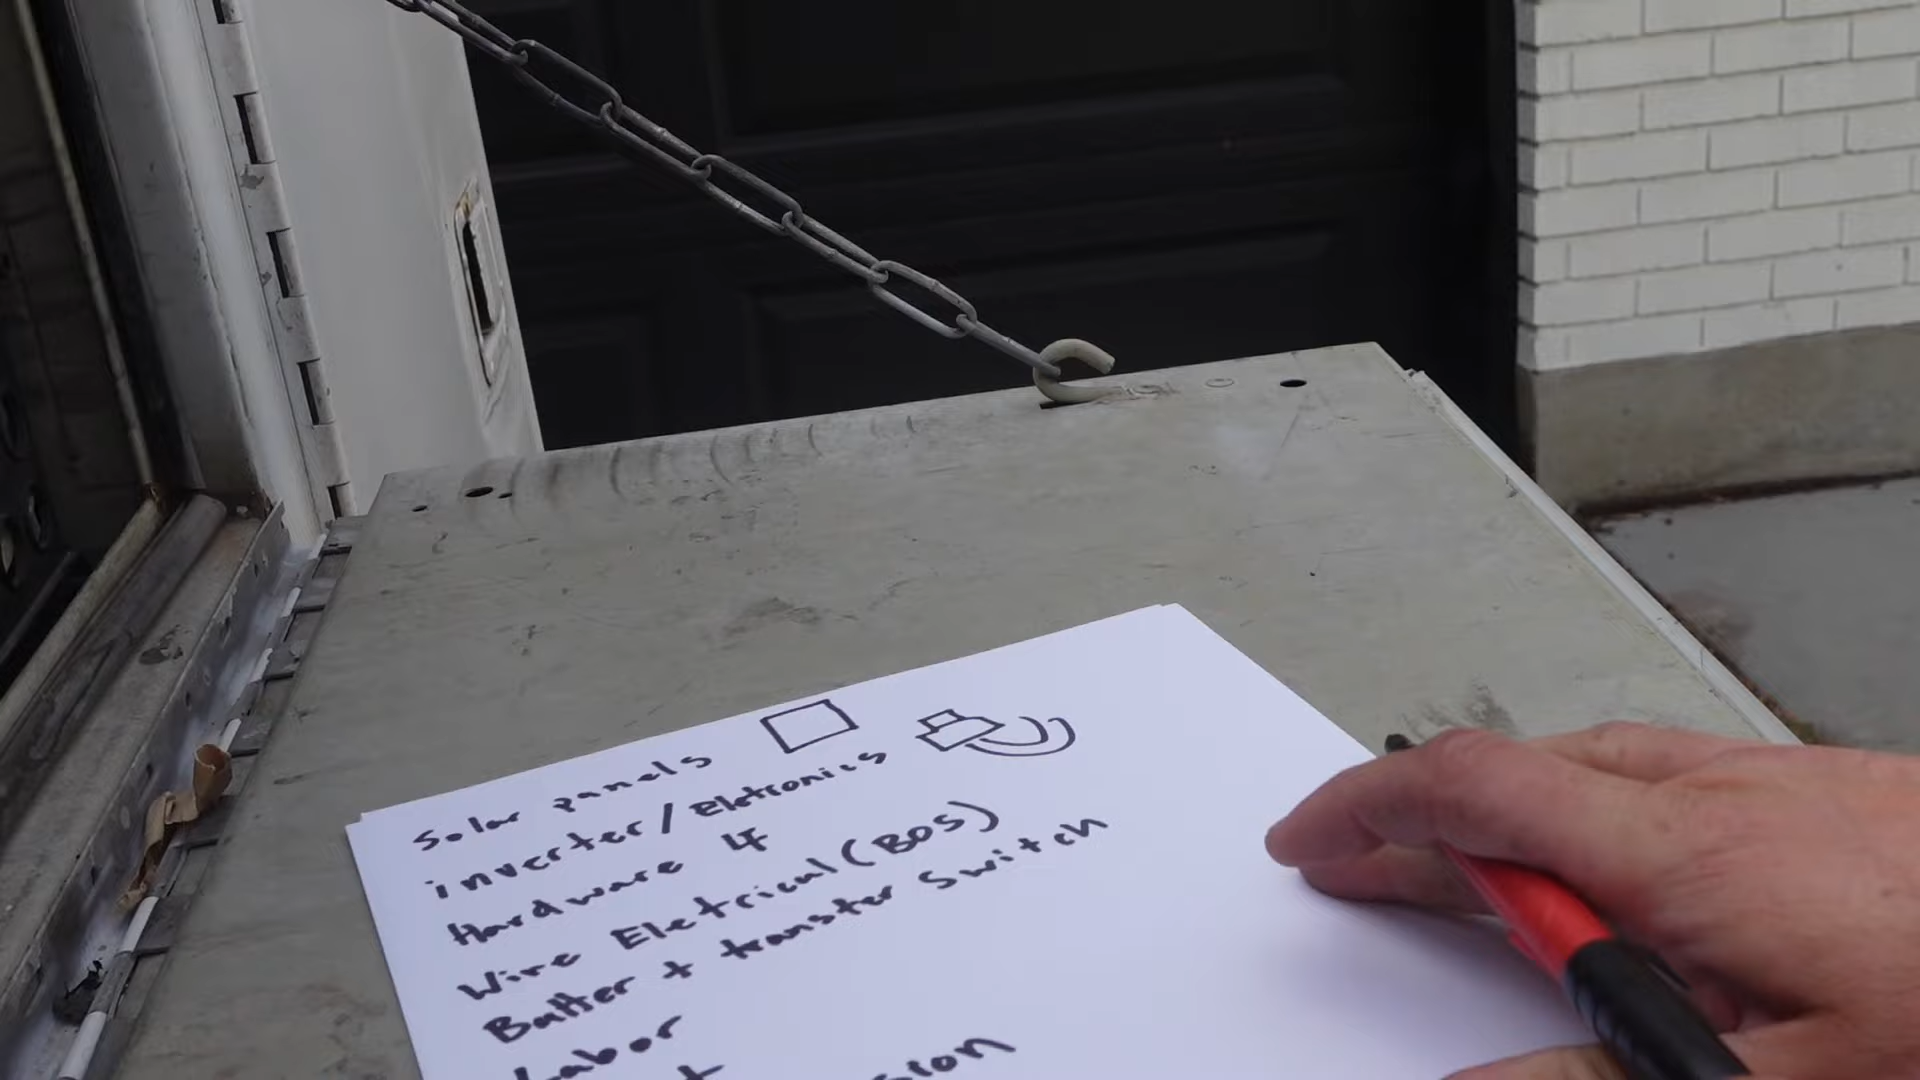 Solar panels
inverter/Eletronics
Hardware
Wire Eletrical (BOS)
Batter + transfer Switch
Labor